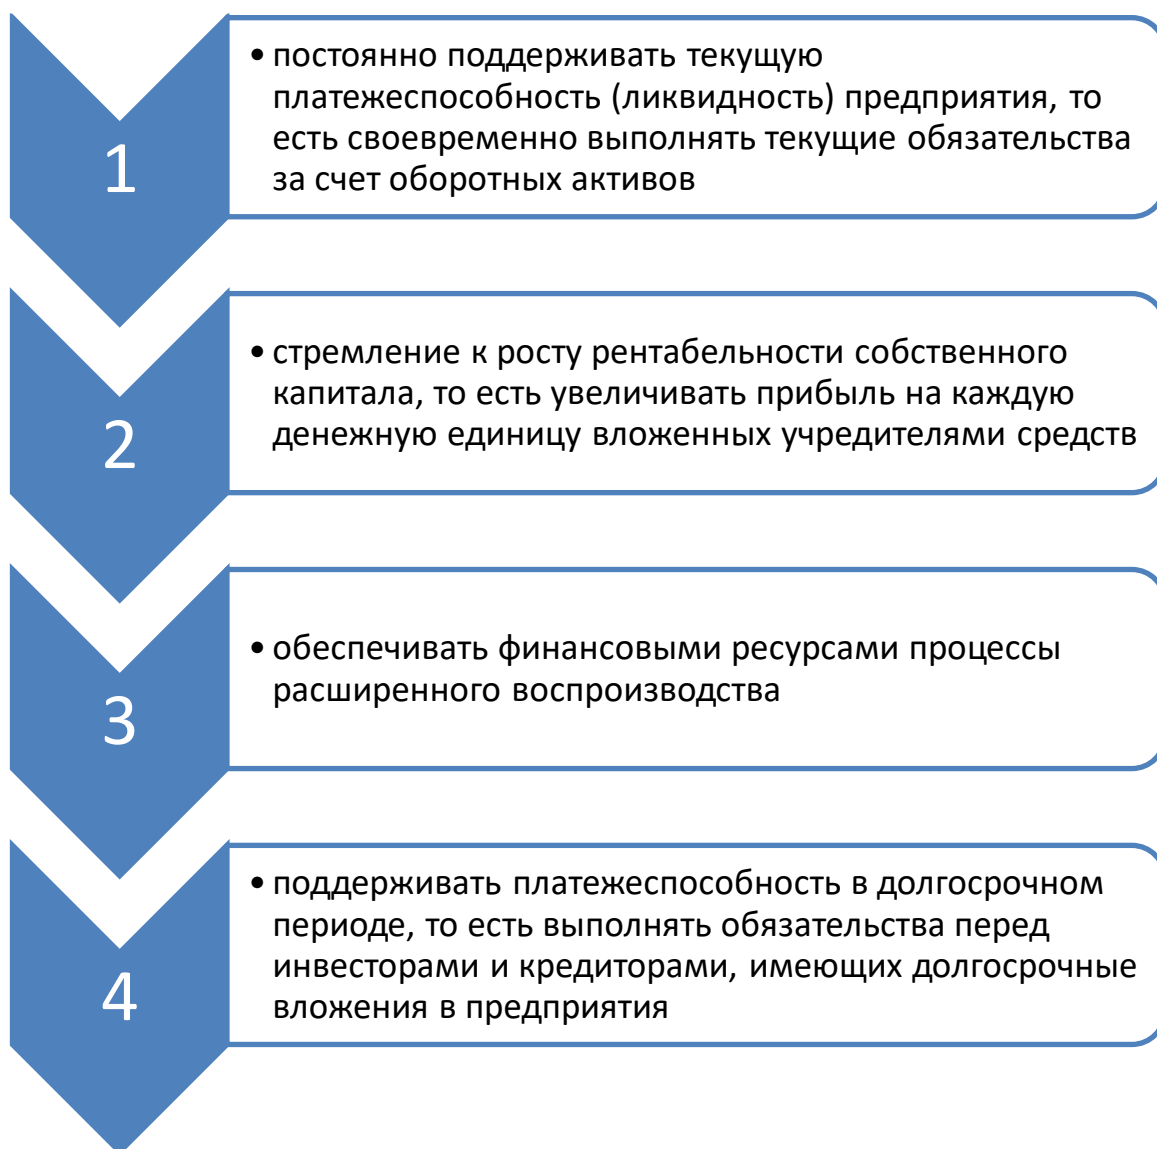 1
• постоянно поддерживать текущую
платежеспособность (ликвидность) предприятия, то
есть своевременно выполнять текущие обязательства
за счет оборотных активов
2
• стремление к росту рентабельности собственного
капитала, то есть увеличивать прибыль на каждую
денежную единицу вложенных учредителями средств
3
• обеспечивать финансовыми ресурсами процессы
расширенного воспроизводства
4
• поддерживать платежеспособность в долгосрочном
периоде, то есть выполнять обязательства перед
инвесторами и кредиторами, имеющих долгосрочные
вложения в предприятия